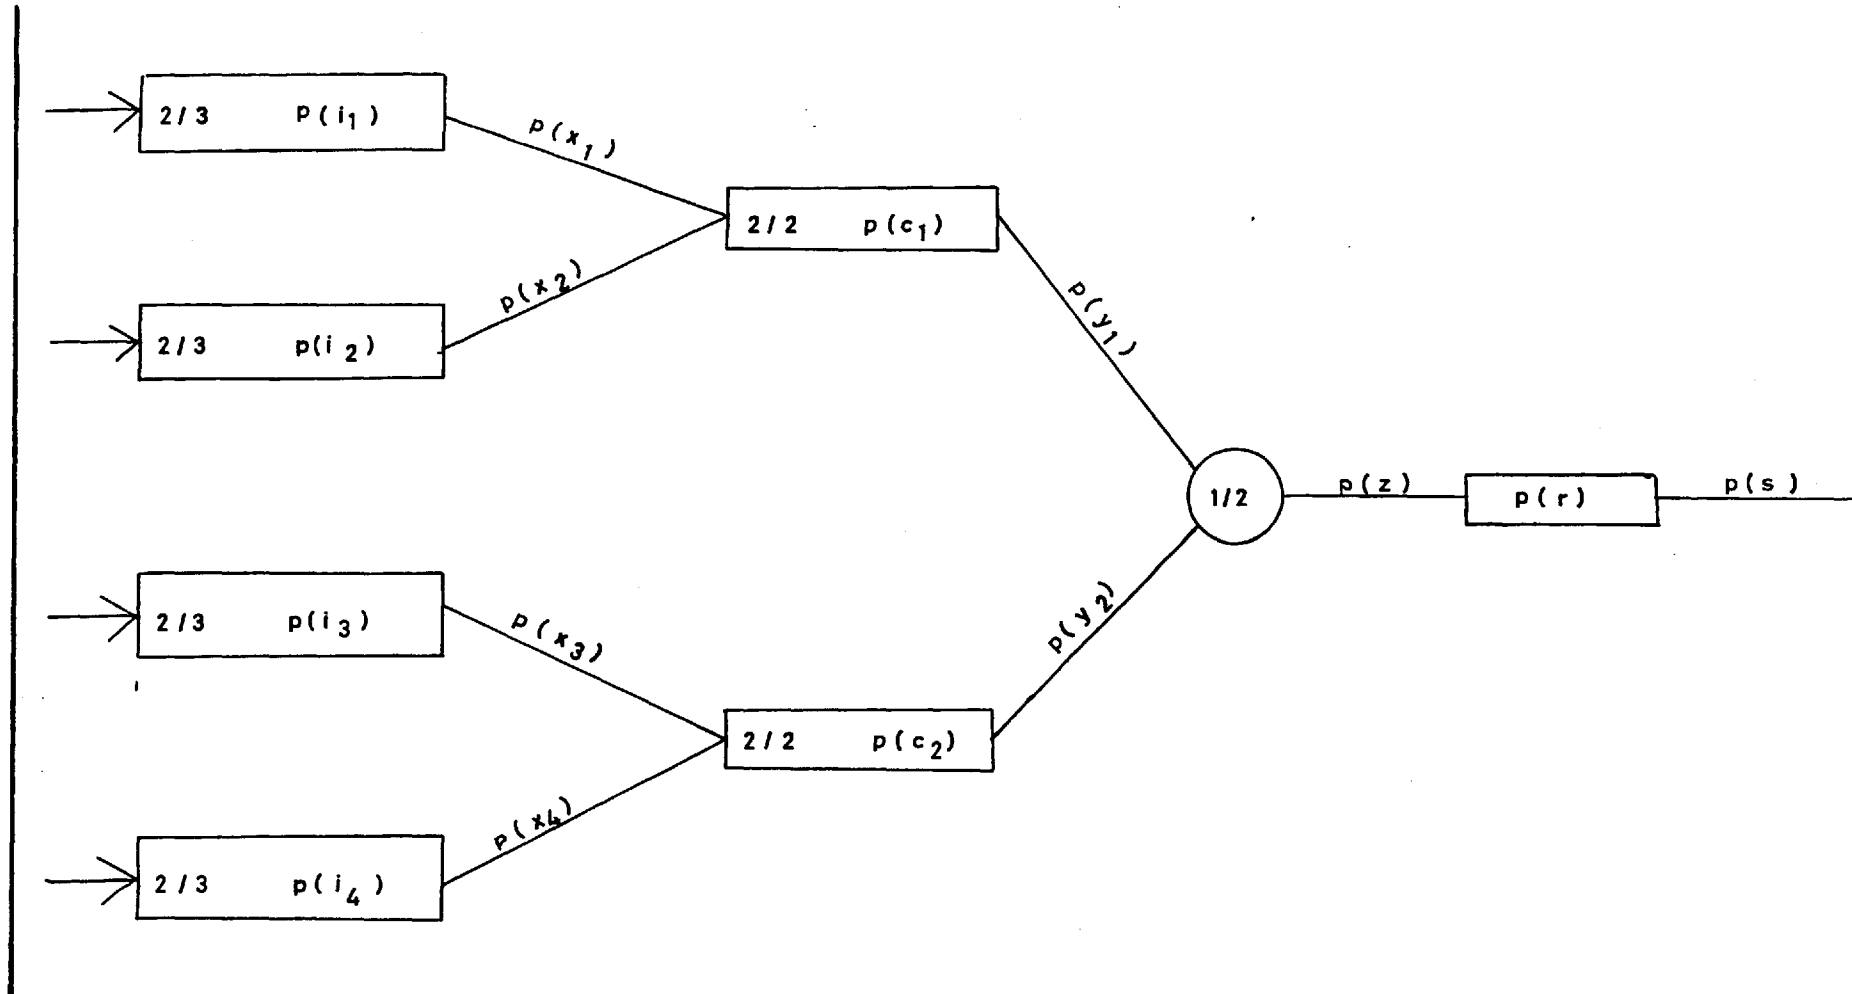 2/3 p(i₁)
p(x₁)
2/2 p(c₁)
p(x₂)
2/3 p(i₂)
p(y₁)
1/2
p(z)
p(r)
p(s)
2/3 p(i₃)
p(x₃)
p(y₂)
2/2 p(c₂)
p(x₄)
2/3 p(i₄)